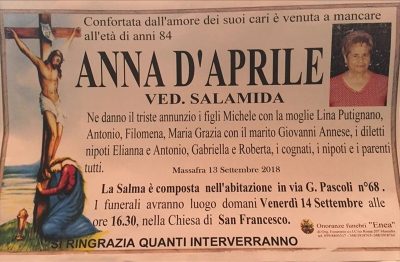 Confortata dall'amore dei suoi cari è venuta a mancare
all'età di anni 84
ANNA D'APRILE
VED. SALAMIDA
Ne danno il triste annunzio i figli Michele con la moglie Lina Putignano,
Antonio, Filomena, Maria Grazia con il marito Giovanni Annese, i diletti
nipoti Elianna e Antonio, Gabriella e Roberta, i cognati, i nipoti e i parenti
tutti.
Massafra 13 Settembre 2018
La Salma è composta nell'abitazione in via G. Pascoli n°68.
I funerali avranno luogo domani Venerdì 14 Settembre alle
ore 16.30, nella Chiesa di San Francesco.
SI RINGRAZIA QUANTI INTERVERRANNO
Onoranze funebri "Enea"